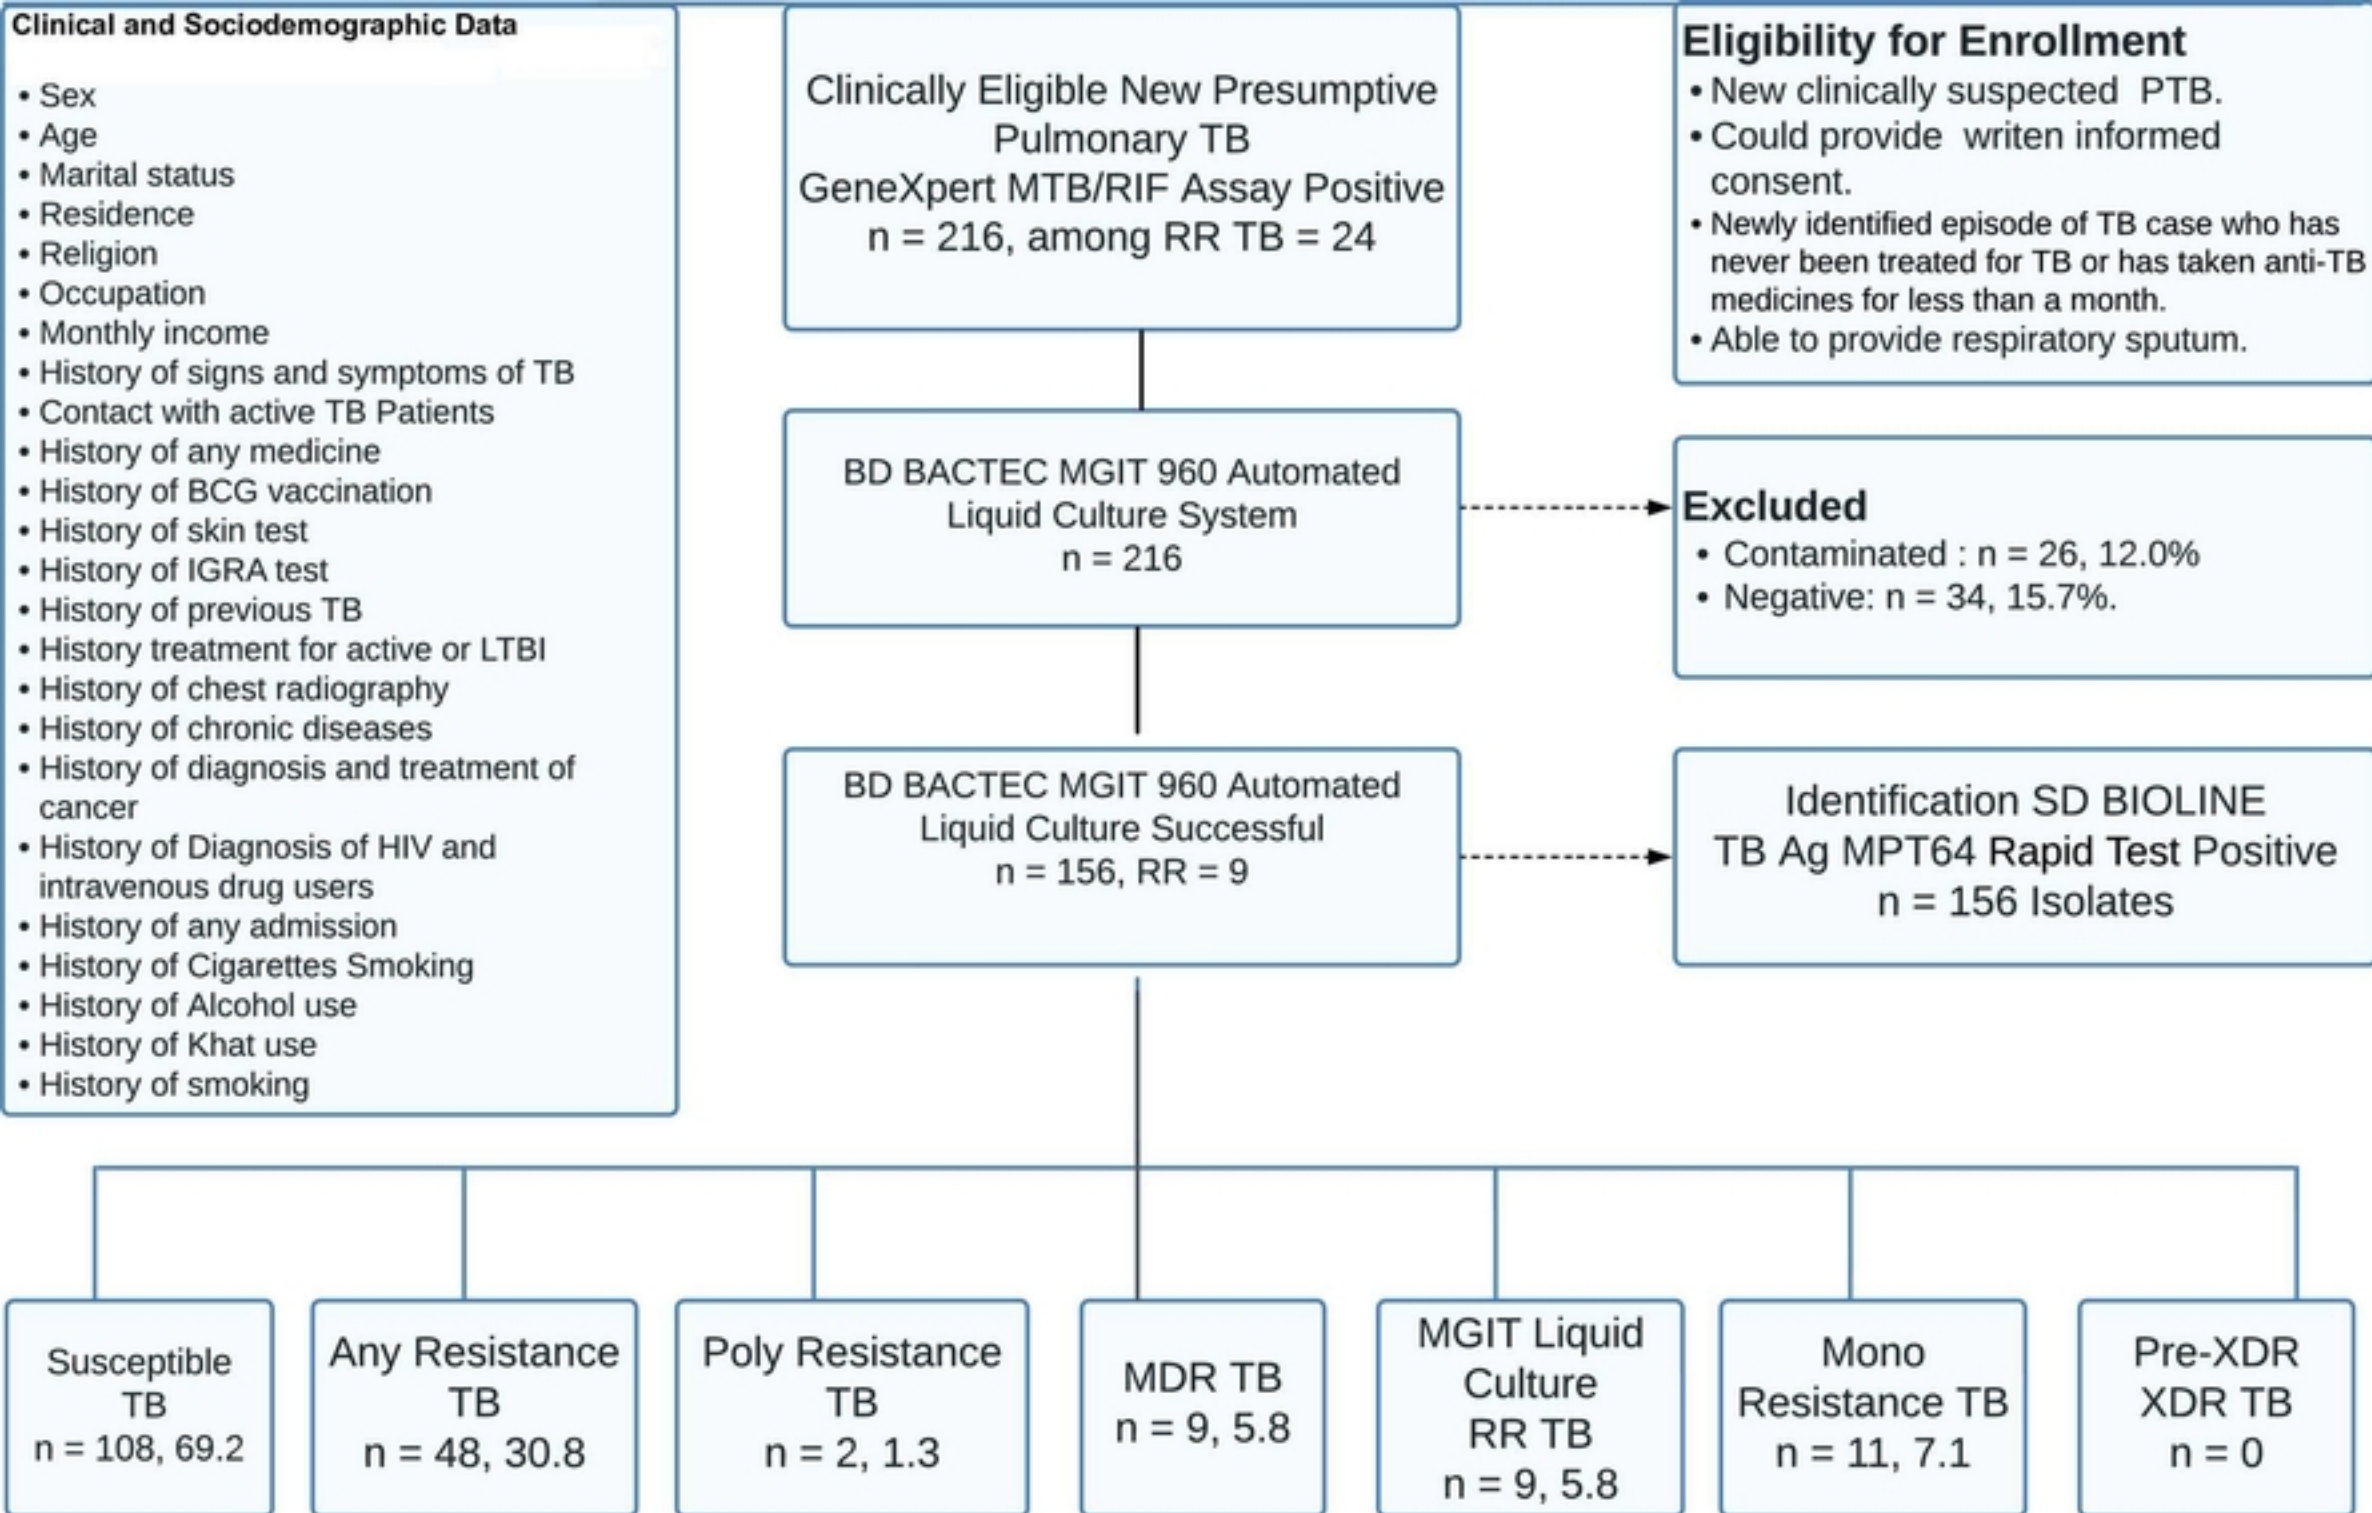 Clinical and Sociodemographic Data
• Sex
• Age
• Marital status
• Residence
• Religion
• Occupation
• Monthly income
• History of signs and symptoms of TB
• Contact with active TB Patients
• History of any medicine
• History of BCG vaccination
• History of skin test
• History of IGRA test
• History of previous TB
• History treatment for active or LTBI
• History of chest radiography
• History of chronic diseases
• History of diagnosis and treatment of
cancer
• History of Diagnosis of HIV and
intravenous drug users
• History of any admission
• History of Cigarettes Smoking
• History of Alcohol use
• History of Khat use
• History of smoking
Clinically Eligible New Presumptive
Pulmonary TB
GeneXpert MTB/RIF Assay Positive
n = 216, among RR TB = 24
Eligibility for Enrollment
• New clinically suspected PTB.
• Could provide writen informed
consent.
• Newly identified episode of TB case who has
never been treated for TB or has taken anti-TB
medicines for less than a month.
• Able to provide respiratory sputum.
BD BACTEC MGIT 960 Automated
Liquid Culture System
n = 216
Excluded
• Contaminated : n = 26, 12.0%
• Negative: n = 34, 15.7%.
BD BACTEC MGIT 960 Automated
Liquid Culture Successful
n = 156, RR = 9
Identification SD BIOLINE
TB Ag MPT64 Rapid Test Positive
n = 156 Isolates
Susceptible
TB
n = 108, 69.2
Any Resistance
TB
n = 48, 30.8
Poly Resistance
TB
n = 2, 1.3
MDR TB
n = 9, 5.8
MGIT Liquid
Culture
RR TB
n = 9, 5.8
Mono
Resistance TB
n = 11, 7.1
Pre-XDR
XDR TB
n = 0